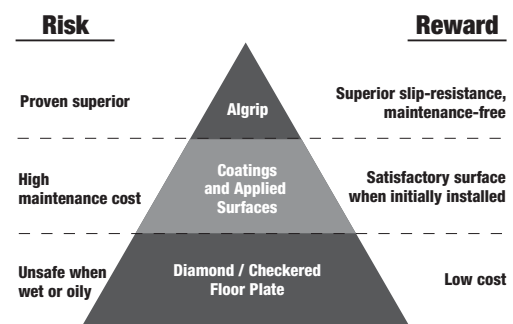 Risk
Reward
Proven superior
Algrip
Superior slip-resistance,
maintenance-free
High
maintenance cost
Coatings
and Applied
Surfaces
Satisfactory surface
when initially installed
Unsafe when
wet or oily
Diamond / Checkered
Floor Plate
Low cost